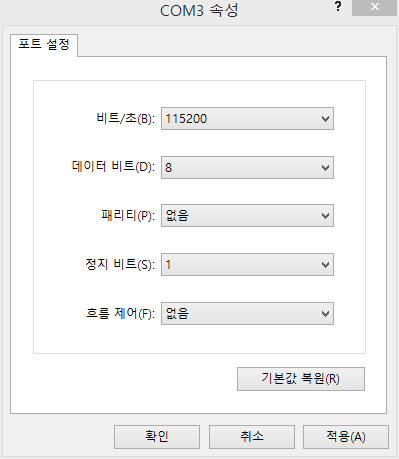 COM3 속성
포트 설정
비트/초(B): 115200
데이터 비트(D): 8
패리티(P): 없음
정지 비트(S): 1
흐름 제어(F): 없음
기본값 복원(R)
확인 취소 적용(A)